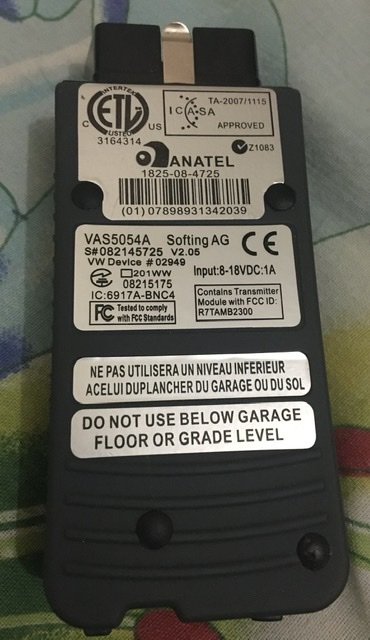 INTERTEK
ETL
C US
LISTED
3164314
ICASA
TA-2007/1115
APPROVED
ANATEL
Z1083
1825-08-4725
(01) 07898931342039
VAS5054A Softing AG CE
S#082145725 V2.05
VW Device # 02949
201WW
08215175
IC:6917A-BNC4
Input:8-18VDC:1A
FC Tested to comply
with FCC Standards
Contains Transmitter
Module with FCC ID:
R7TAMB2300
NE PAS UTILISERA UN NIVEAU INFERIEUR
ACELUI DUPLANCHER DU GARAGE OU DU SOL
DO NOT USE BELOW GARAGE
FLOOR OR GRADE LEVEL